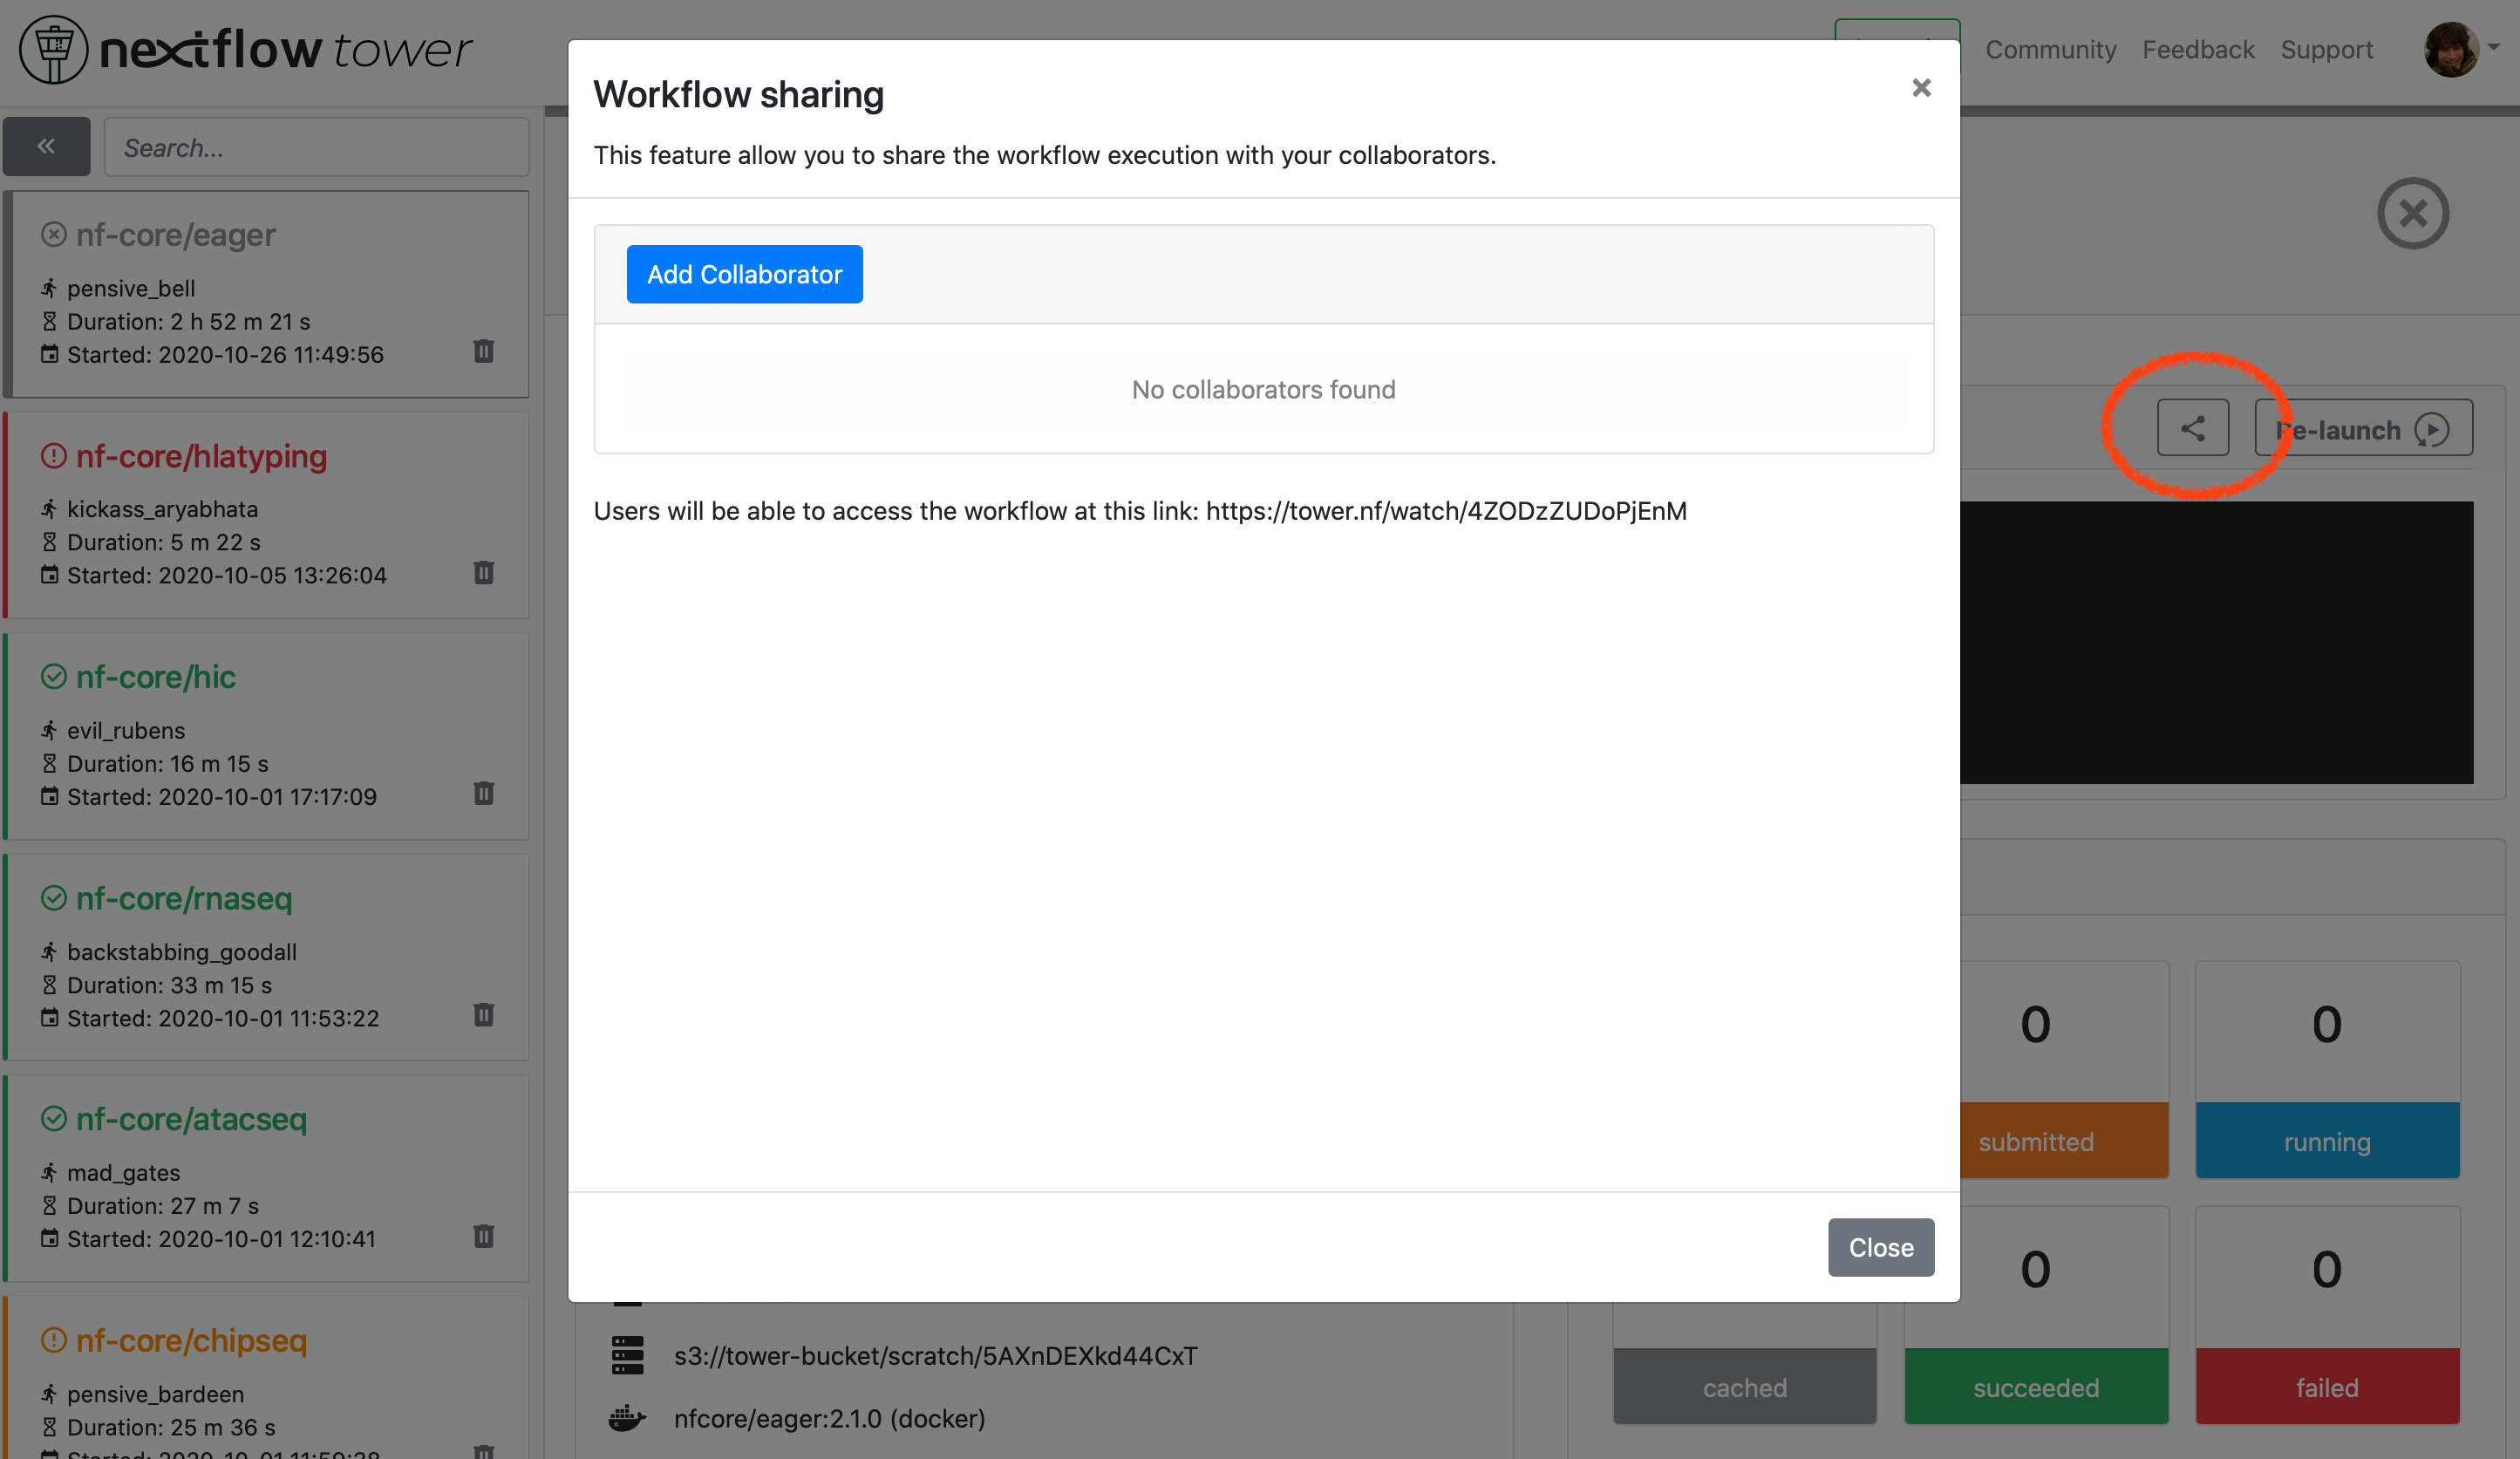 nextflow tower
Community Feedback Support
Search...
nf-core/eager
pensive_bell
Duration: 2 h 52 m 21 s
Started: 2020-10-26 11:49:56
nf-core/hlatyping
kickass_aryabhata
Duration: 5 m 22 s
Started: 2020-10-05 13:26:04
nf-core/hic
evil_rubens
Duration: 16 m 15 s
Started: 2020-10-01 17:17:09
nf-core/rnaseq
backstabbing_goodall
Duration: 33 m 15 s
Started: 2020-10-01 11:53:22
nf-core/atacseq
mad_gates
Duration: 27 m 7 s
Started: 2020-10-01 12:10:41
nf-core/chipseq
pensive_bardeen
Duration: 25 m 36 s
Workflow sharing
This feature allow you to share the workflow execution with your collaborators.
Add Collaborator
No collaborators found
Users will be able to access the workflow at this link: https://tower.nf/watch/4ZODzZUDoPjEnM
Close
s3://tower-bucket/scratch/5AXnDEXkd44CxT
nfcore/eager:2.1.0 (docker)
Re-launch
0
submitted
0
running
cached
0
succeeded
0
failed